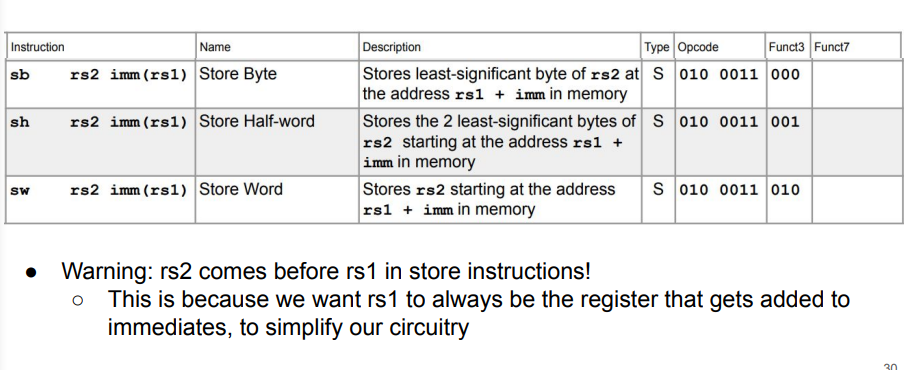 Instruction Name Description Type Opcode Funct3 Funct7
sb rs2 imm(rs1) Store Byte Stores least-significant byte of rs2 at S 010 0011 000
the address rs1 + imm in memory
sh rs2 imm(rs1) Store Half-word Stores the 2 least-significant bytes of S 010 0011 001
rs2 starting at the address rs1 +
imm in memory
sw rs2 imm(rs1) Store Word Stores rs2 starting at the address S 010 0011 010
rs1 + imm in memory
● Warning: rs2 comes before rs1 in store instructions!
○ This is because we want rs1 to always be the register that gets added to
immediates, to simplify our circuitry
30